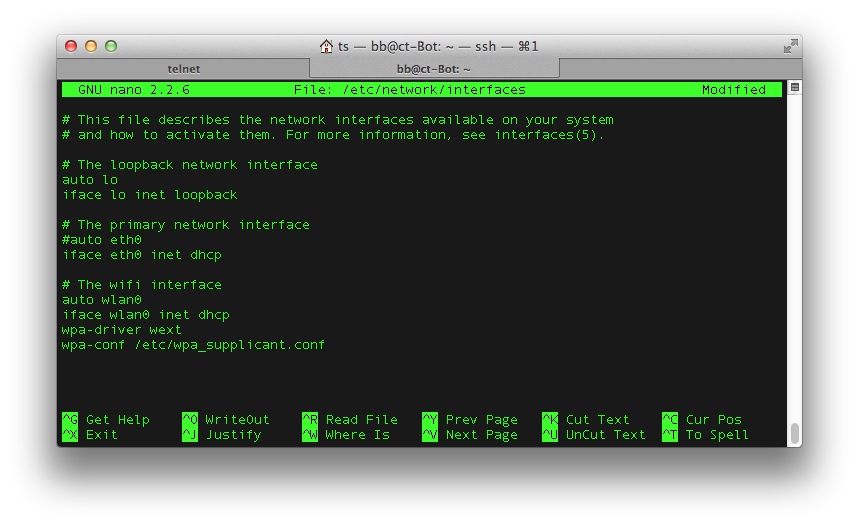 ts — bb@ct-Bot: ~ — ssh — ⌘1
telnet bb@ct-Bot: ~
GNU nano 2.2.6 File: /etc/network/interfaces Modified
# This file describes the network interfaces available on your system
# and how to activate them. For more information, see interfaces(5).
# The loopback network interface
auto lo
iface lo inet loopback
# The primary network interface
#auto eth0
iface eth0 inet dhcp
# The wifi interface
auto wlan0
iface wlan0 inet dhcp
wpa-driver wext
wpa-conf /etc/wpa_supplicant.conf
^G Get Help ^O WriteOut ^R Read File ^Y Prev Page ^K Cut Text ^C Cur Pos
^X Exit ^J Justify ^W Where Is ^V Next Page ^U UnCut Text ^T To Spell